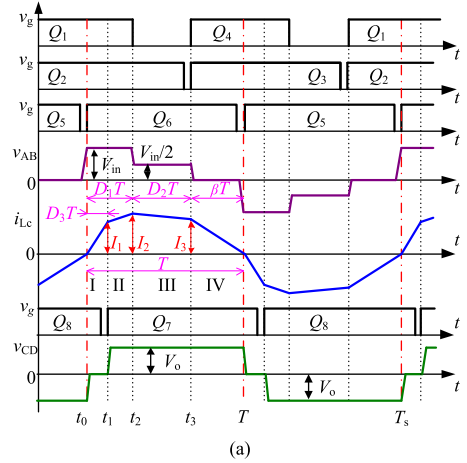 v_g Q_1 Q_4 Q_1 t
v_g Q_2 Q_3 Q_2 t
v_g Q_5 Q_6 Q_5 t
v_AB V_in V_in/2
0 t
D_1T D_2T βT
i_Lc D_3T
I_1 I_2 I_3
0 t
T
I II III IV
v_g Q_8 Q_7 Q_8 t
v_CD V_o
0 V_o t
t_0 t_1 t_2 t_3 T T_s
(a)